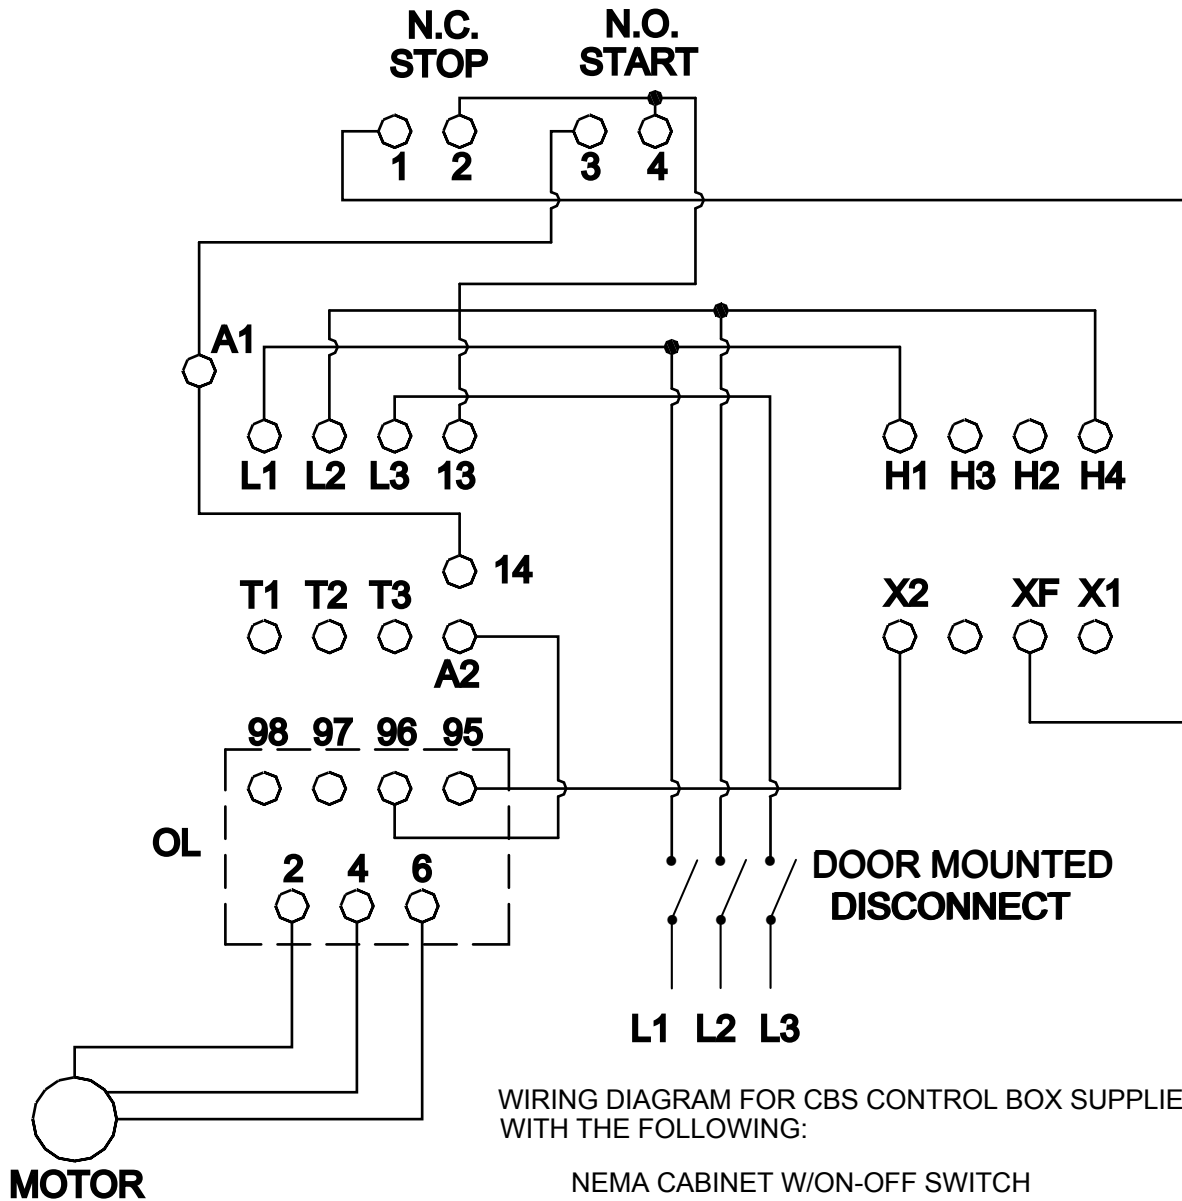 N.C. N.O.
STOP START
1 2 3 4
A1
L1 L2 L3 13 H1 H3 H2 H4
14
T1 T2 T3 X2 XF X1
A2
98 97 96 95
OL
2 4 6
DOOR MOUNTED
DISCONNECT
L1 L2 L3
WIRING DIAGRAM FOR CBS CONTROL BOX SUPPLIE
WITH THE FOLLOWING:
NEMA CABINET W/ON-OFF SWITCH
MOTOR